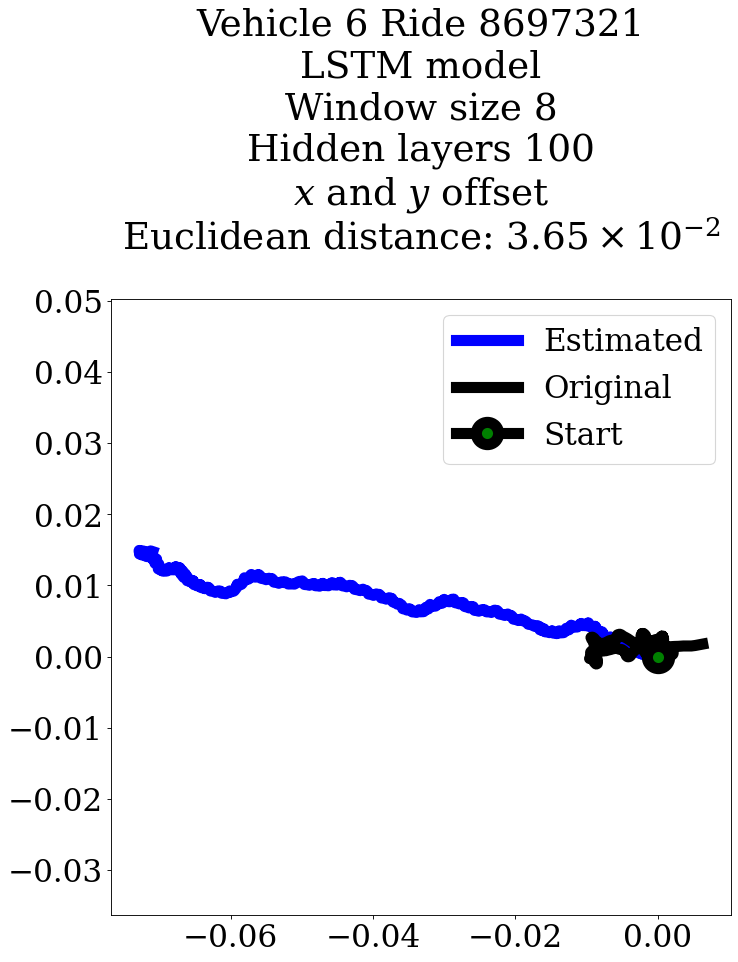 Vehicle 6 Ride 8697321
LSTM model
Window size 8
Hidden layers 100
x and y offset
Euclidean distance: 3.65 × 10⁻²
Estimated
Original
Start
0.05
0.04
0.03
0.02
0.01
0.00
−0.01
−0.02
−0.03
−0.06 −0.04 −0.02 0.00